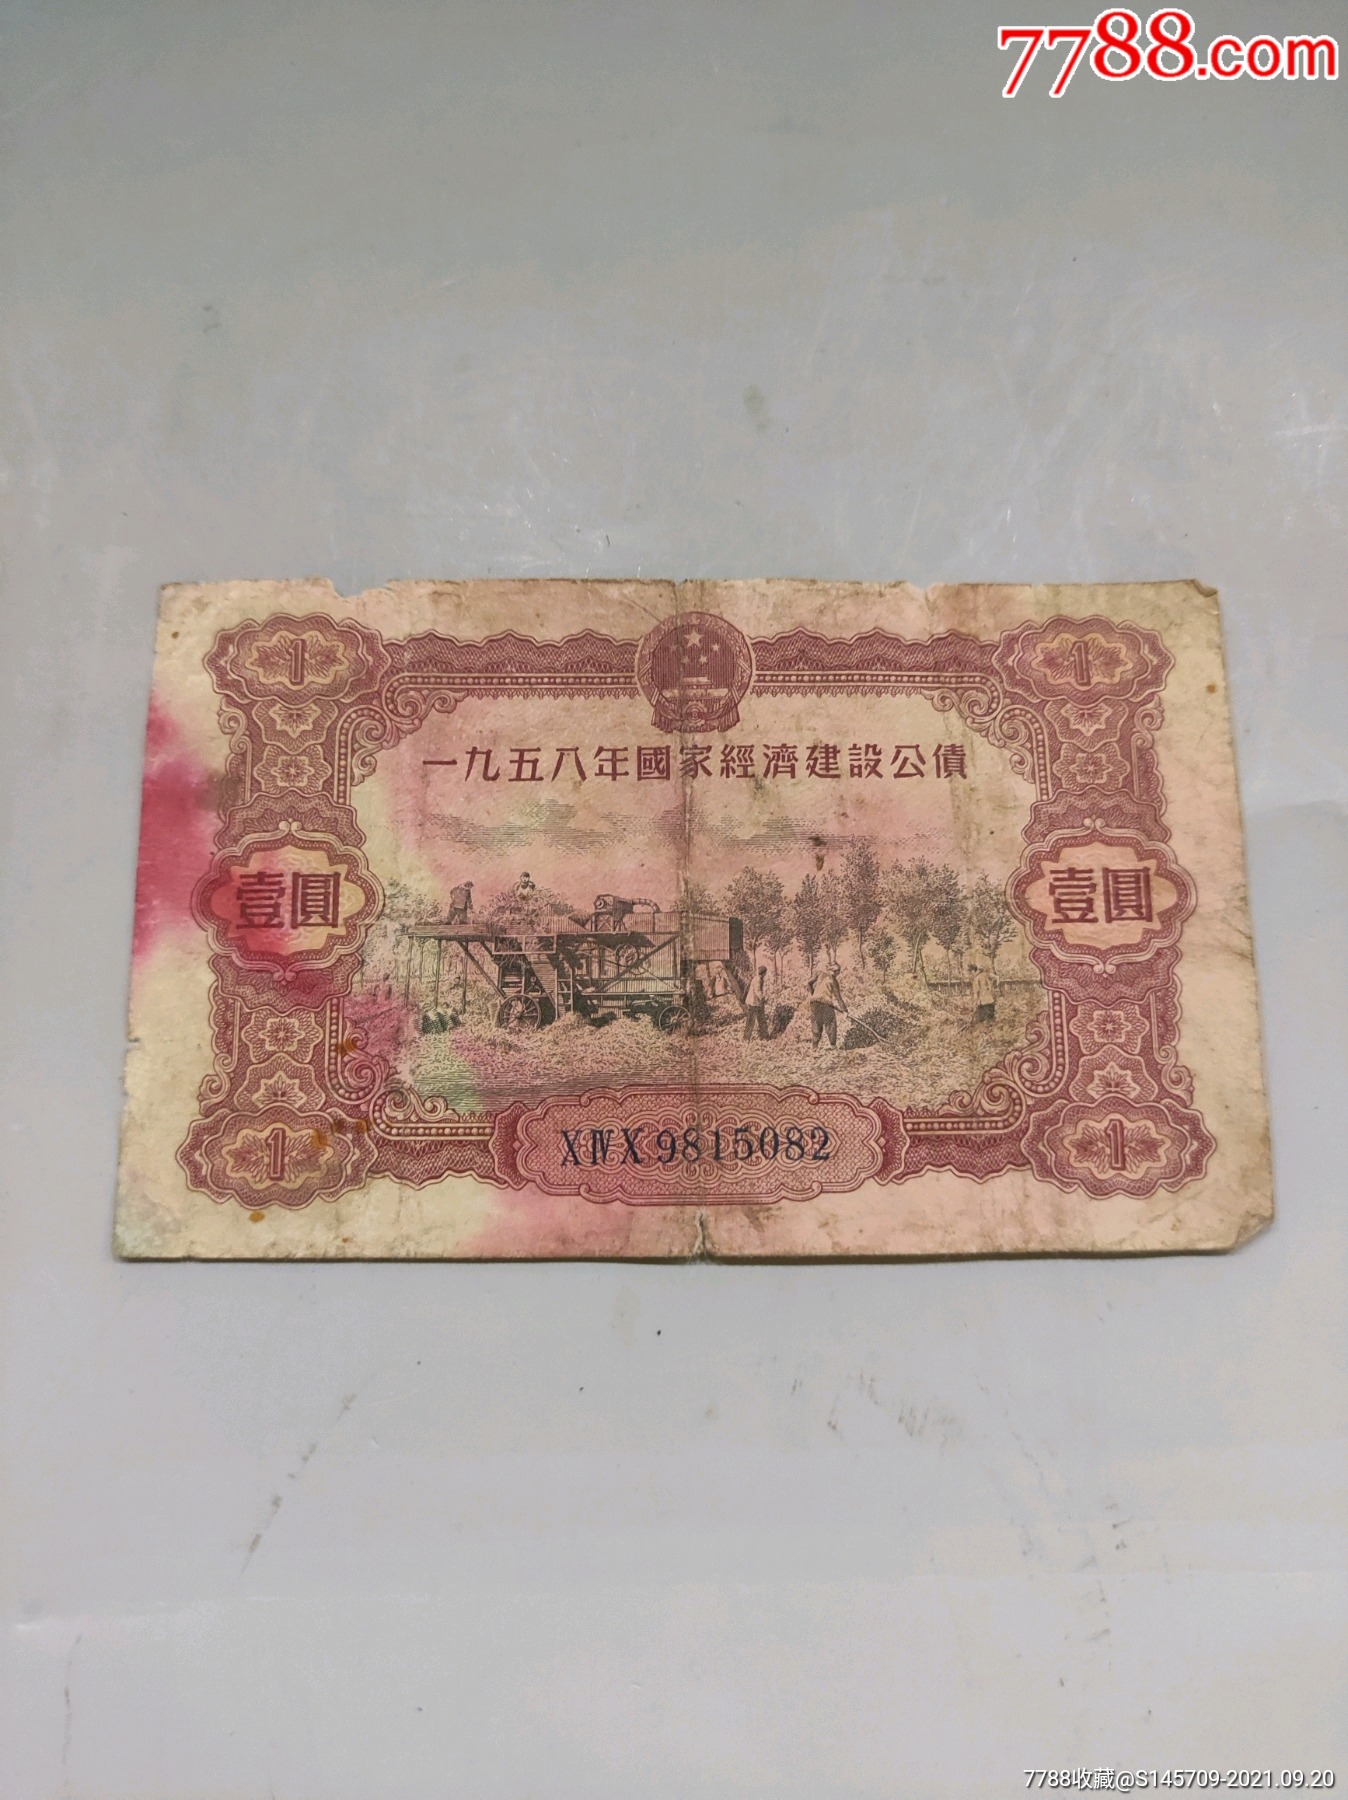 7788.com
1 1
一九五八年國家經濟建設公債
壹圓 壹圓
XⅣX 9815082
1 1
7788收藏@S145709-2021.09.20